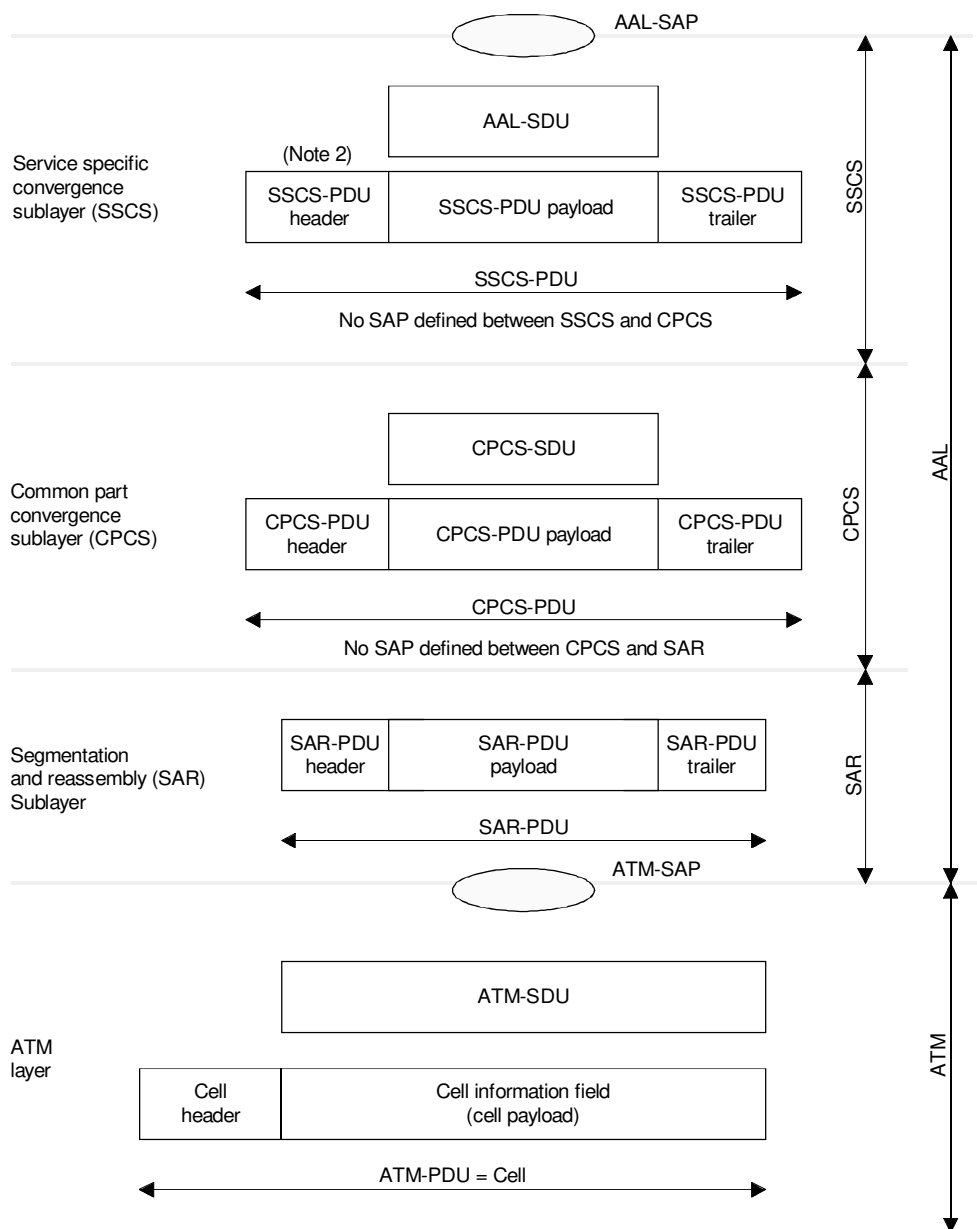 AAL-SAP
AAL-SDU
(Note 2)
Service specific
convergence
sublayer (SSCS)
SSCS-PDU
header
SSCS-PDU payload
SSCS-PDU
trailer
SSCS
SSCS-PDU
No SAP defined between SSCS and CPCS
CPCS-SDU
Common part
convergence
sublayer (CPCS)
CPCS-PDU
header
CPCS-PDU payload
CPCS-PDU
trailer
CPCS
AAL
CPCS-PDU
No SAP defined between CPCS and SAR
Segmentation
and reassembly (SAR)
Sublayer
SAR-PDU
header
SAR-PDU
payload
SAR-PDU
trailer
SAR
SAR-PDU
ATM-SAP
ATM-SDU
ATM
layer
ATM
Cell
header
Cell information field
(cell payload)
ATM-PDU = Cell